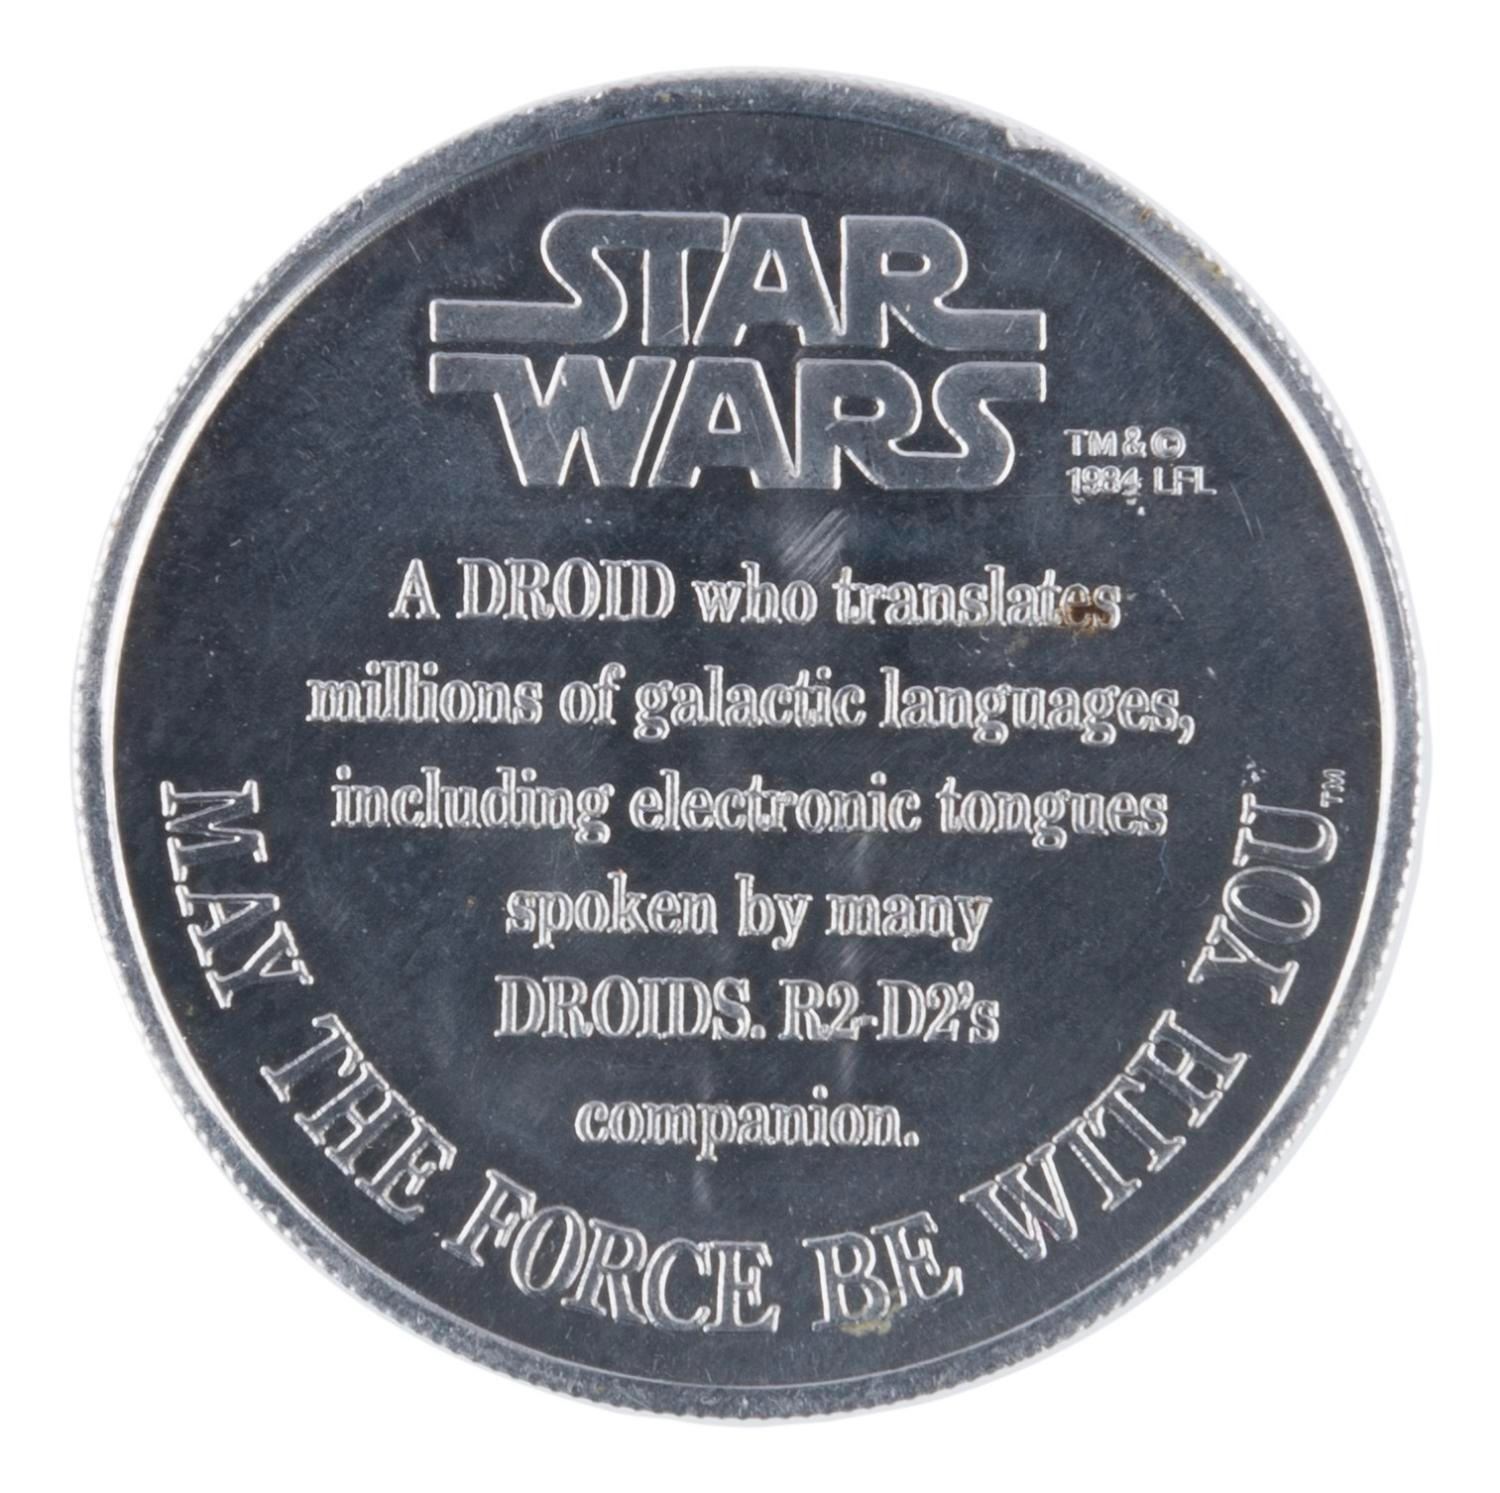 STAR
WARS
TM & ©
1984 LFL
A DROID who translates
millions of galactic languages,
including electronic tongues
spoken by many
DROIDS. R2-D2's
companion.
MAY THE FORCE BE WITH YOU™